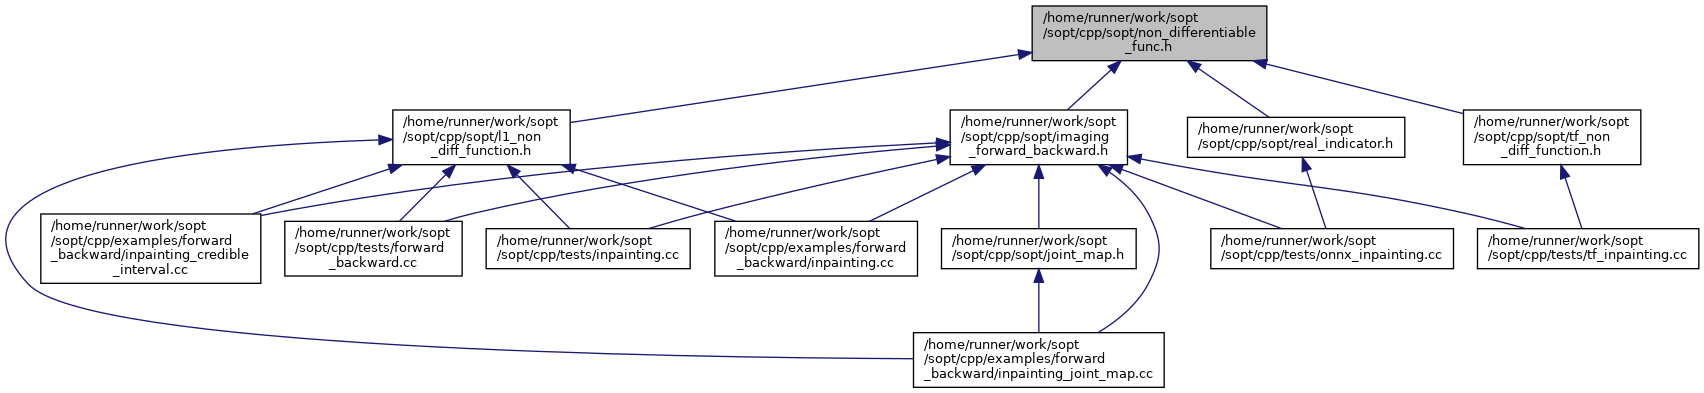 /home/runner/work/sopt
/sopt/cpp/sopt/non_differentiable
_func.h
/home/runner/work/sopt
/sopt/cpp/sopt/l1_non
_diff_function.h
/home/runner/work/sopt
/sopt/cpp/sopt/imaging
_forward_backward.h
/home/runner/work/sopt
/sopt/cpp/sopt/real_indicator.h
/home/runner/work/sopt
/sopt/cpp/sopt/tf_non
_diff_function.h
/home/runner/work/sopt
/sopt/cpp/examples/forward
_backward/inpainting_credible
_interval.cc
/home/runner/work/sopt
/sopt/cpp/tests/forward
_backward.cc
/home/runner/work/sopt
/sopt/cpp/tests/inpainting.cc
/home/runner/work/sopt
/sopt/cpp/examples/forward
_backward/inpainting.cc
/home/runner/work/sopt
/sopt/cpp/sopt/joint_map.h
/home/runner/work/sopt
/sopt/cpp/tests/onnx_inpainting.cc
/home/runner/work/sopt
/sopt/cpp/tests/tf_inpainting.cc
/home/runner/work/sopt
/sopt/cpp/examples/forward
_backward/inpainting_joint_map.cc